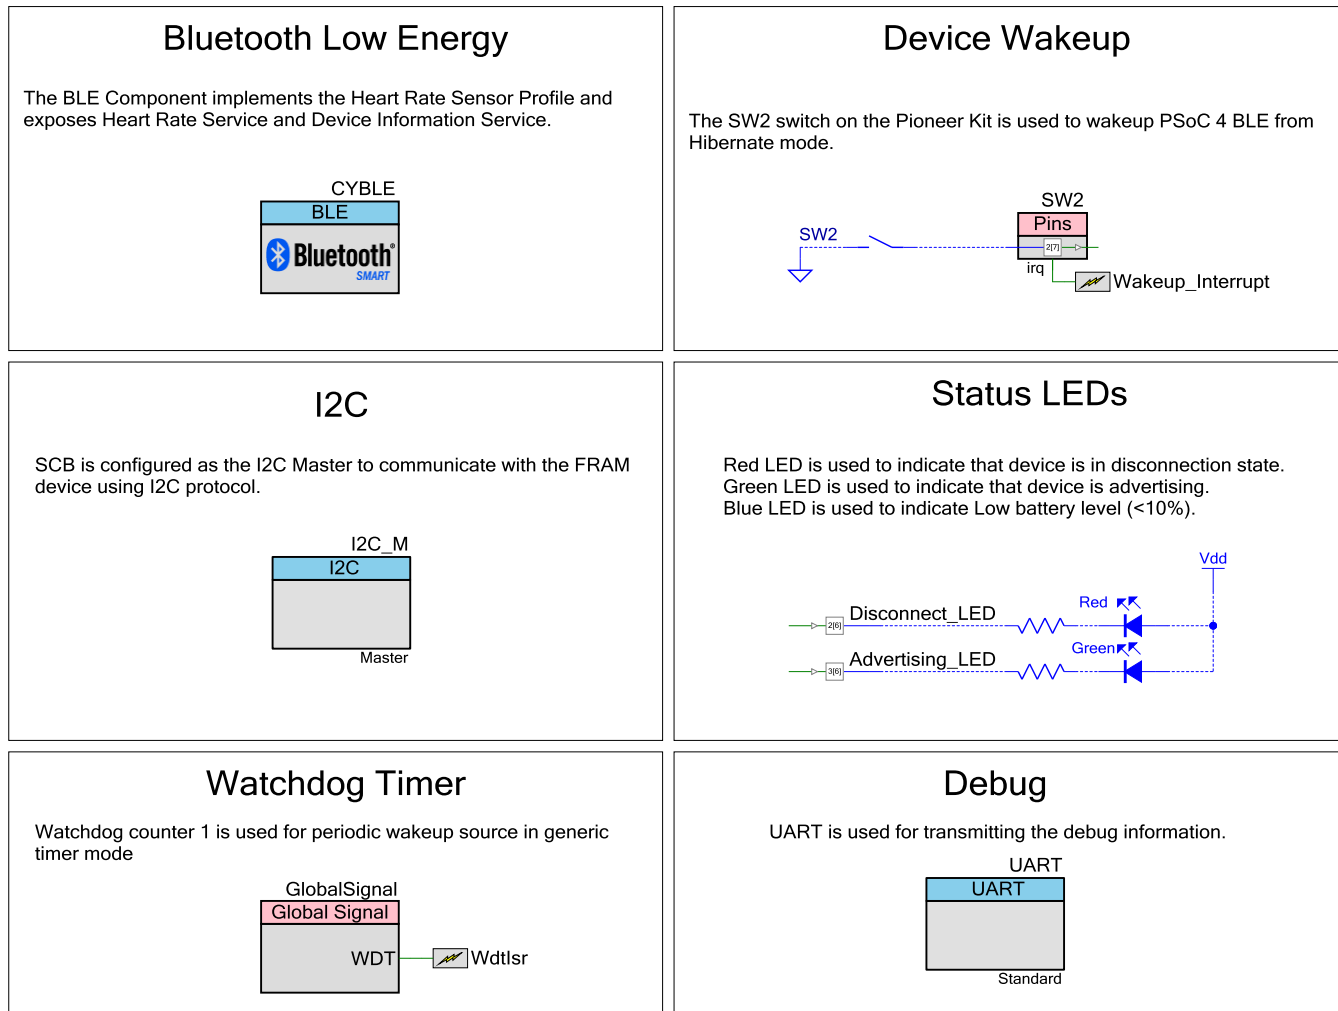 Bluetooth Low Energy
The BLE Component implements the Heart Rate Sensor Profile and
exposes Heart Rate Service and Device Information Service.
CYBLE
BLE
Bluetooth®
SMART
Device Wakeup
The SW2 switch on the Pioneer Kit is used to wakeup PSoC 4 BLE from
Hibernate mode.
SW2
Pins
SW2
2[7]
irq
Wakeup_Interrupt
I2C
SCB is configured as the I2C Master to communicate with the FRAM
device using I2C protocol.
I2C_M
I2C
Master
Status LEDs
Red LED is used to indicate that device is in disconnection state.
Green LED is used to indicate that device is advertising.
Blue LED is used to indicate Low battery level (<10%).
Vdd
Red
2[6] Disconnect_LED
Green
3[6] Advertising_LED
Watchdog Timer
Watchdog counter 1 is used for periodic wakeup source in generic
timer mode
GlobalSignal
Global Signal
WDT
WdtIsr
Debug
UART is used for transmitting the debug information.
UART
UART
Standard